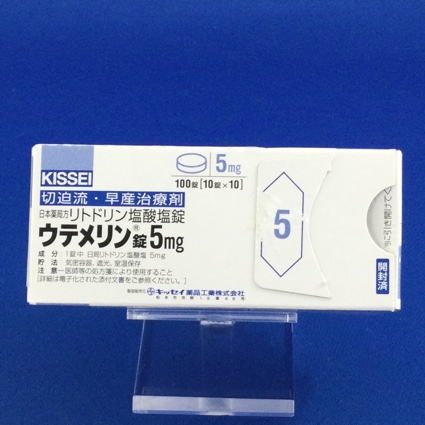 KISSEI
5mg
100錠[10錠×10]
切迫流・早産治療剤
日本薬局方リトドリン塩酸塩錠
ウテメリン®錠5mg
成 分 1錠中 日局リトドリン塩酸塩 5mg
貯 法 気密容器、遮光、室温保存
注 意 ー医師等の処方箋により使用すること
[詳細は電子化された添付文書をご参照ください。]
キッセイ薬品工業株式会社
5
開封済